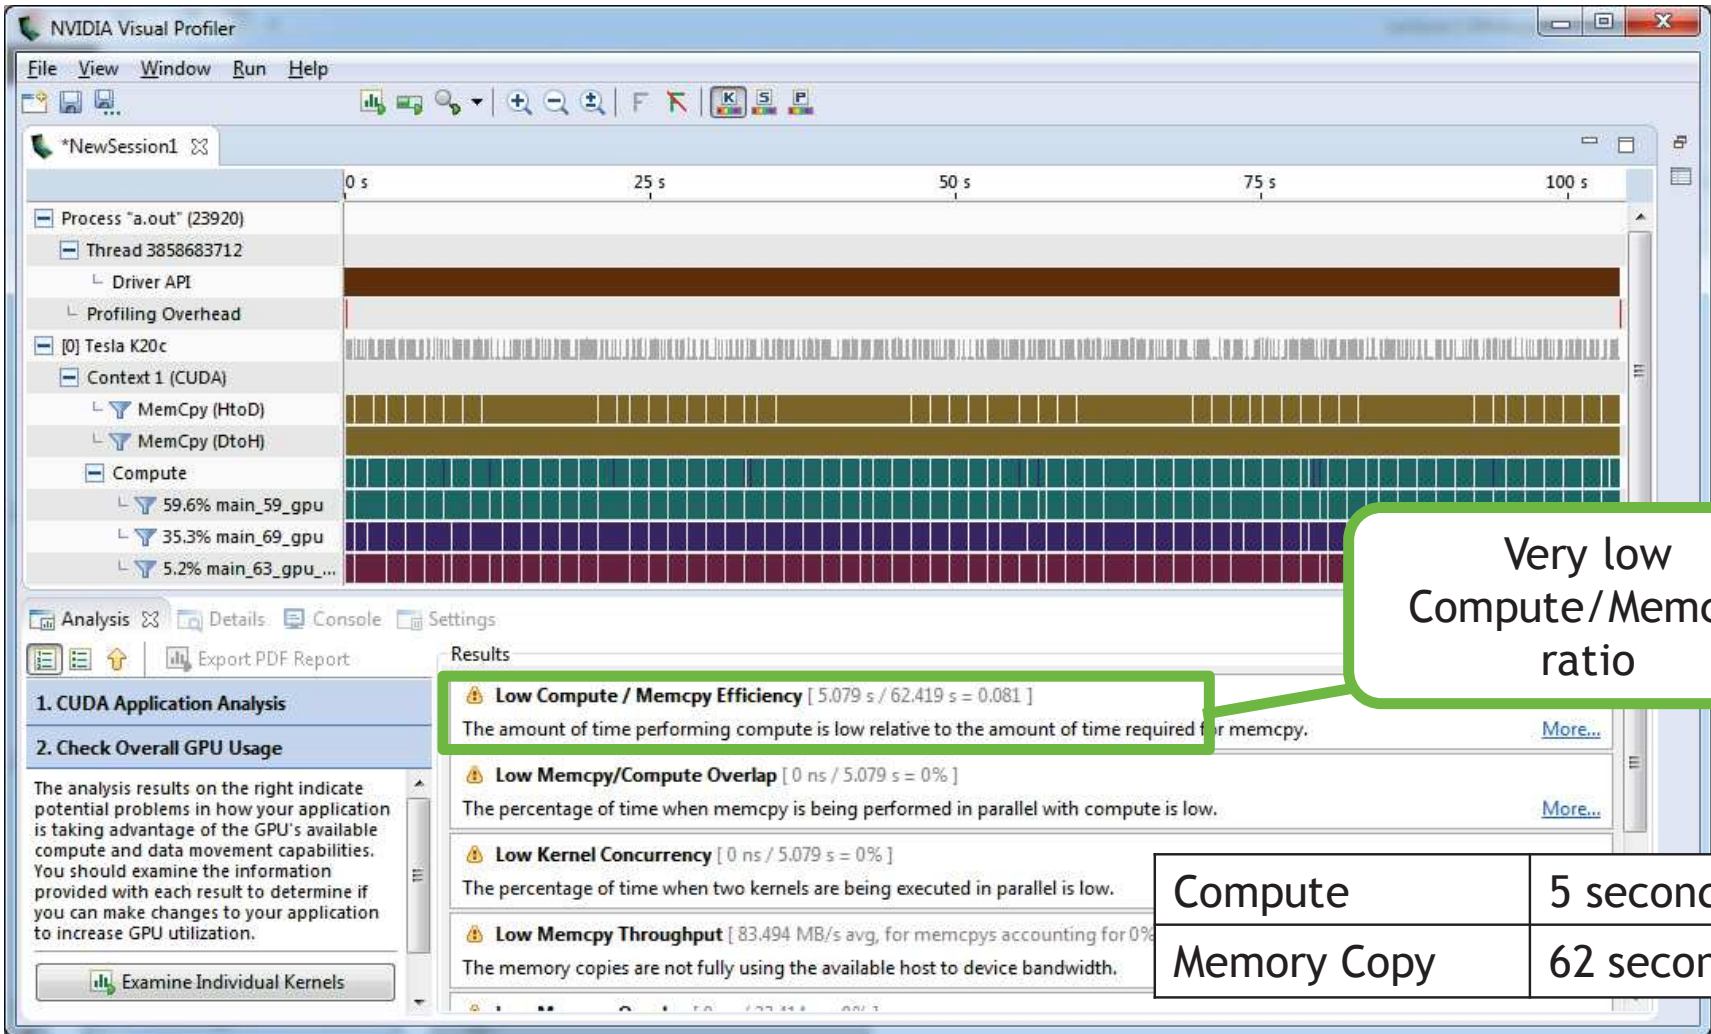 NVIDIA Visual Profiler
File View Window Run Help
*NewSession1
0 s 25 s 50 s 75 s 100 s
Process "a.out" (23920)
Thread 3858683712
Driver API
Profiling Overhead
[0] Tesla K20c
Context 1 (CUDA)
MemCpy (HtoD)
MemCpy (DtoH)
Compute
59.6% main_59_gpu
35.3% main_69_gpu
5.2% main_63_gpu_...
Very low
Compute/Memc
ratio
Analysis Details Console Settings
Export PDF Report
Results
1. CUDA Application Analysis
2. Check Overall GPU Usage
The analysis results on the right indicate
potential problems in how your application
is taking advantage of the GPU's available
compute and data movement capabilities.
You should examine the information
provided with each result to determine if
you can make changes to your application
to increase GPU utilization.
Examine Individual Kernels
Low Compute / Memcpy Efficiency [ 5.079 s / 62.419 s = 0.081 ]
The amount of time performing compute is low relative to the amount of time required for memcpy.
More...
Low Memcpy/Compute Overlap [ 0 ns / 5.079 s = 0% ]
The percentage of time when memcpy is being performed in parallel with compute is low.
More...
Low Kernel Concurrency [ 0 ns / 5.079 s = 0% ]
The percentage of time when two kernels are being executed in parallel is low.
Low Memcpy Throughput [ 83.494 MB/s avg, for memcpys accounting for 0%
The memory copies are not fully using the available host to device bandwidth.
Compute 5 second
Memory Copy 62 secon